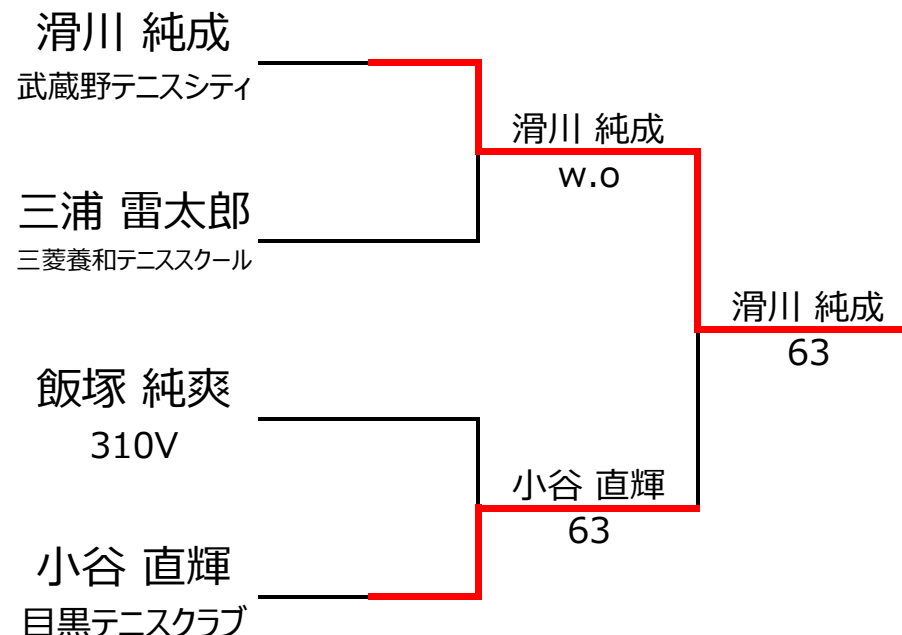 滑川 純成
武蔵野テニスシティ
滑川 純成
w.o
三浦 雷太郎
三菱養和テニススクール
滑川 純成
63
飯塚 純爽
310V
小谷 直輝
63
小谷 直輝
目黒テニスクラブ